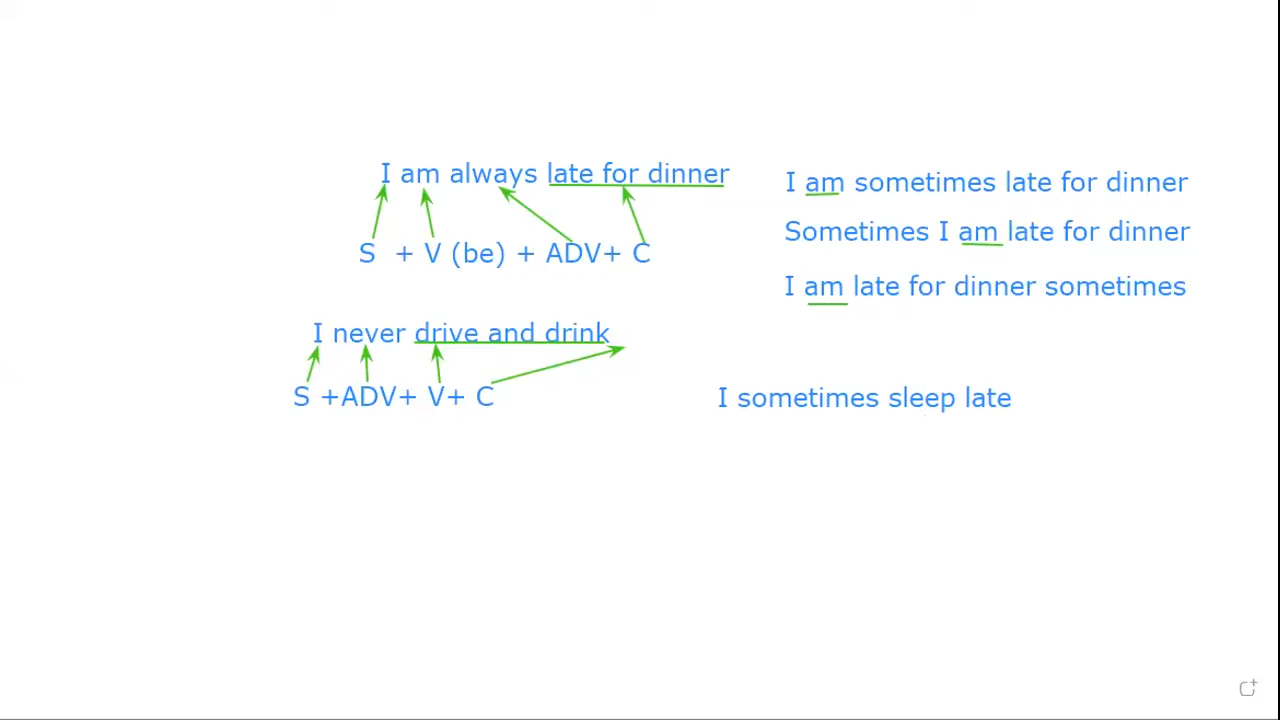 I am always late for dinner
S + V (be) + ADV+ C
I never drive and drink
S +ADV+ V+ C
I am sometimes late for dinner
Sometimes I am late for dinner
I am late for dinner sometimes
I sometimes sleep late